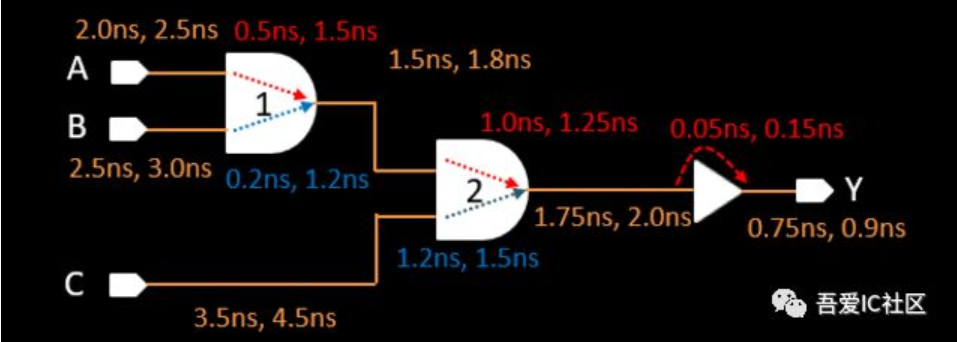 2.0ns, 2.5ns 0.5ns, 1.5ns
1.5ns, 1.8ns
A
1
B
2.5ns, 3.0ns
0.2ns, 1.2ns
1.0ns, 1.25ns
0.05ns, 0.15ns
2
Y
1.75ns, 2.0ns
0.75ns, 0.9ns
1.2ns, 1.5ns
C
3.5ns, 4.5ns
吾爱IC社区